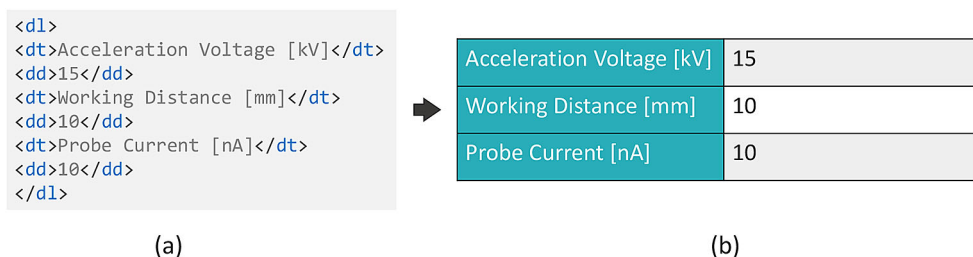 <dl>
<dt>Acceleration Voltage [kV]</dt>
<dd>15</dd>
<dt>Working Distance [mm]</dt>
<dd>10</dd>
<dt>Probe Current [nA]</dt>
<dd>10</dd>
</dl>
(a)
Acceleration Voltage [kV] 15
Working Distance [mm] 10
Probe Current [nA] 10
(b)